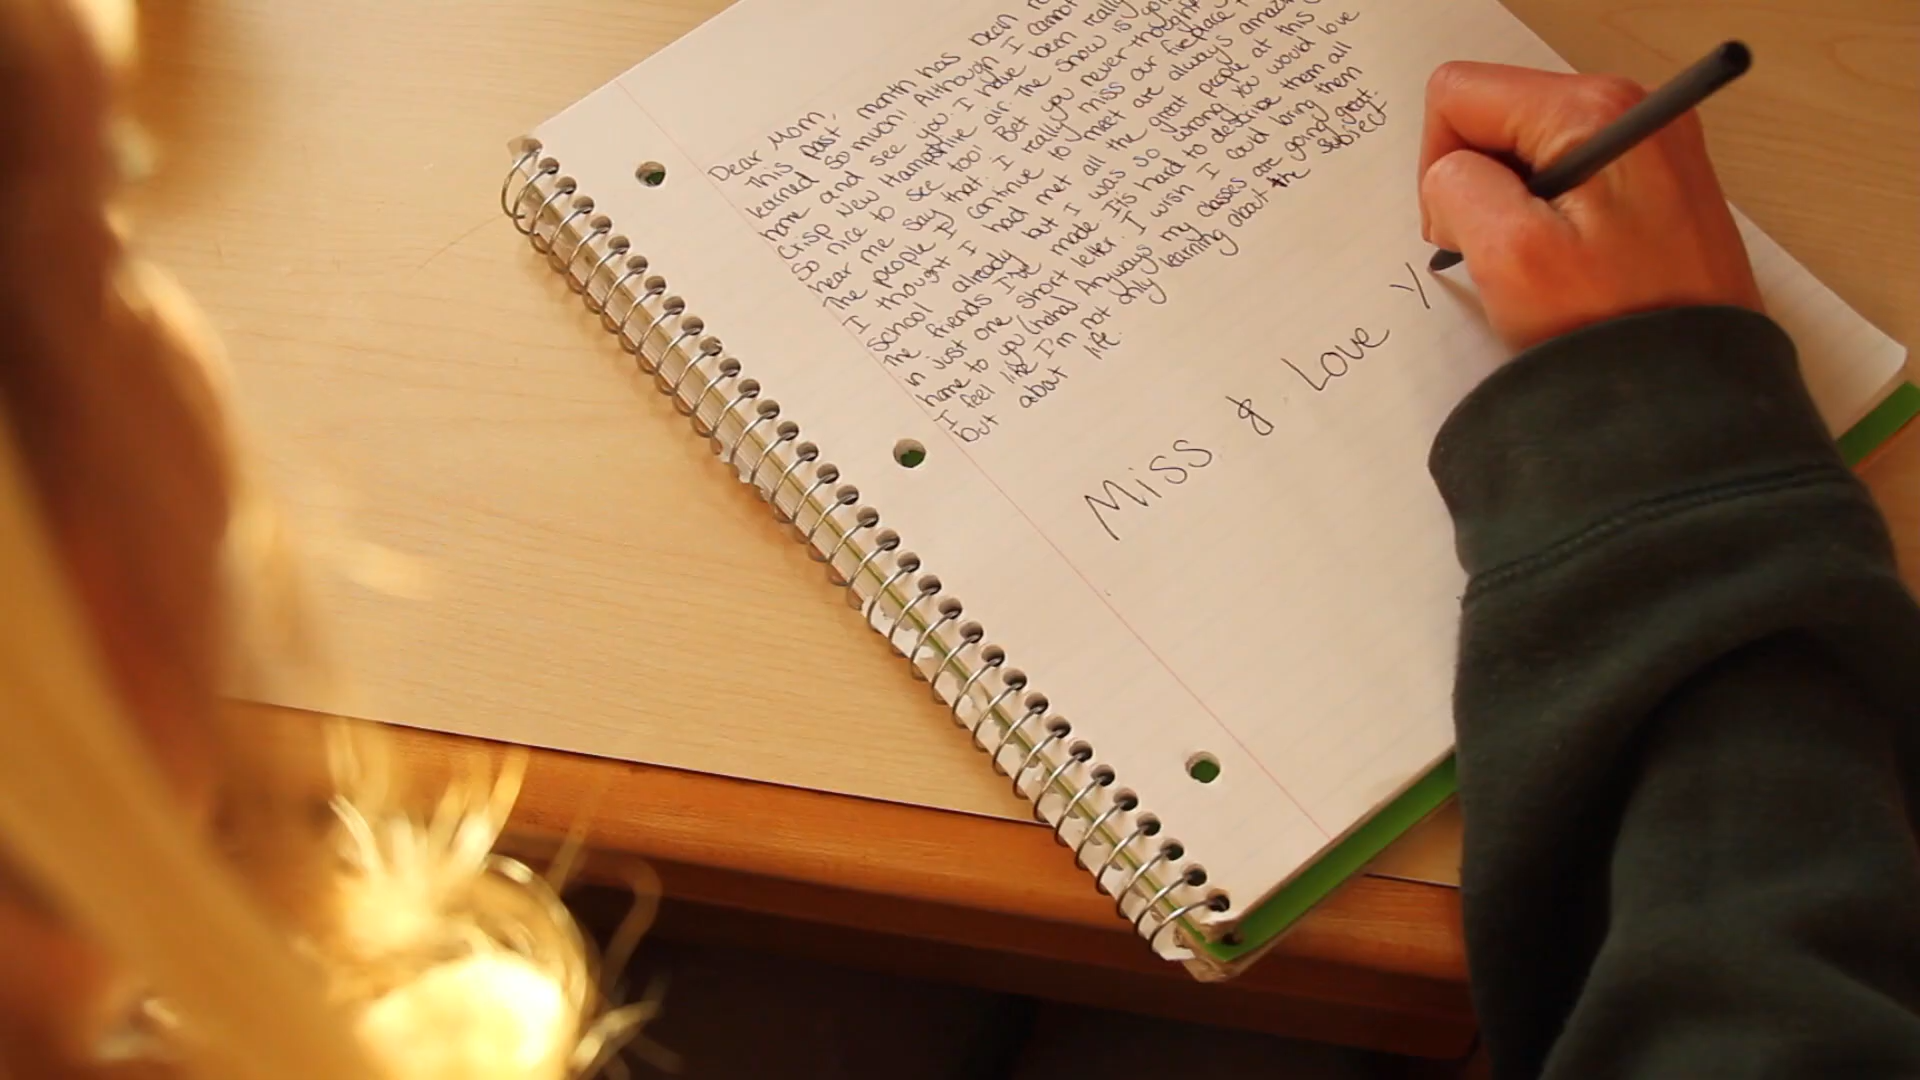 Dear Mom,
This past month has been
learned so much! Although I cannot
home and see you. I have been really
crisp New Hampshire air. The snow is
so nice to see too! Bet you never thought
hear me say that. I really miss our fireplace
The people I continue to meet are always amazing
I thought I had met all the great people at this
school already but I was so wrong you would love
the friends I've made. It's hard to describe them all
in just one short letter. I wish I could bring them
home to you (haha) Anyways my classes are going great.
I feel like I'm not only learning about the subject
but about life.
Miss & Love Y